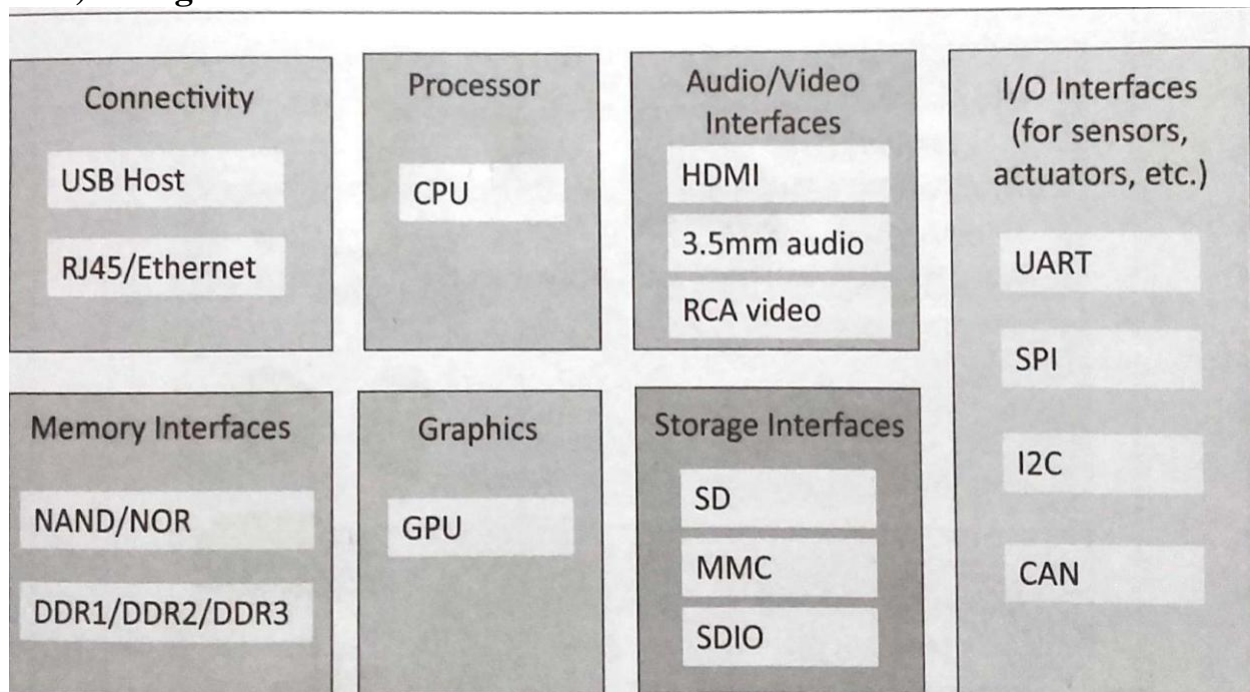 Connectivity
USB Host
RJ45/Ethernet
Processor
CPU
Audio/Video
Interfaces
HDMI
3.5mm audio
RCA video
I/O Interfaces
(for sensors,
actuators, etc.)
UART
SPI
I2C
CAN
Memory Interfaces
NAND/NOR
DDR1/DDR2/DDR3
Graphics
GPU
Storage Interfaces
SD
MMC
SDIO